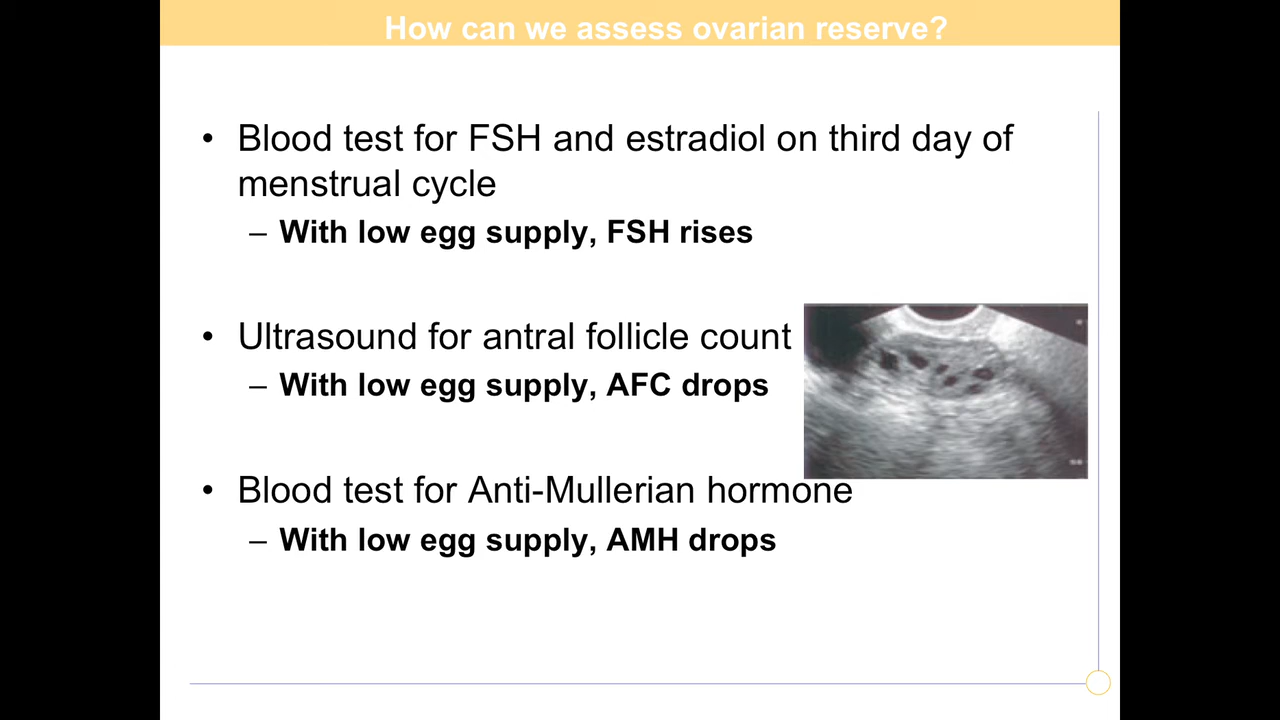 How can we assess ovarian reserve?
• Blood test for FSH and estradiol on third day of
menstrual cycle
– With low egg supply, FSH rises
• Ultrasound for antral follicle count
– With low egg supply, AFC drops
• Blood test for Anti-Mullerian hormone
– With low egg supply, AMH drops